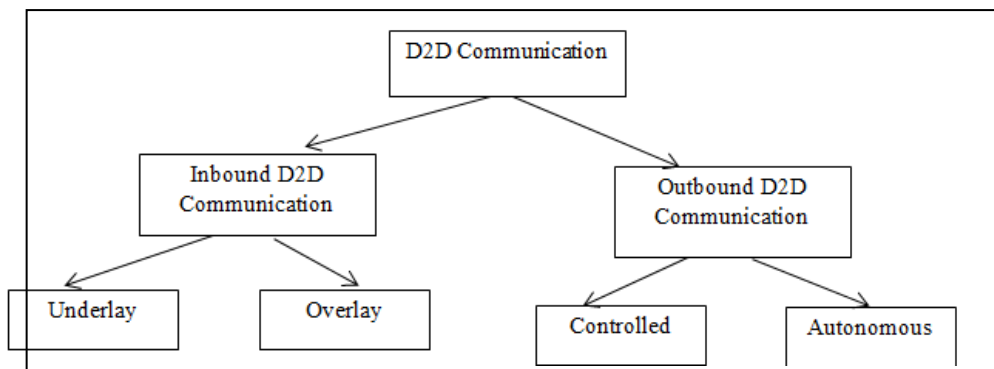 D2D Communication
Inbound D2D
Communication
Outbound D2D
Communication
Underlay
Overlay
Controlled
Autonomous